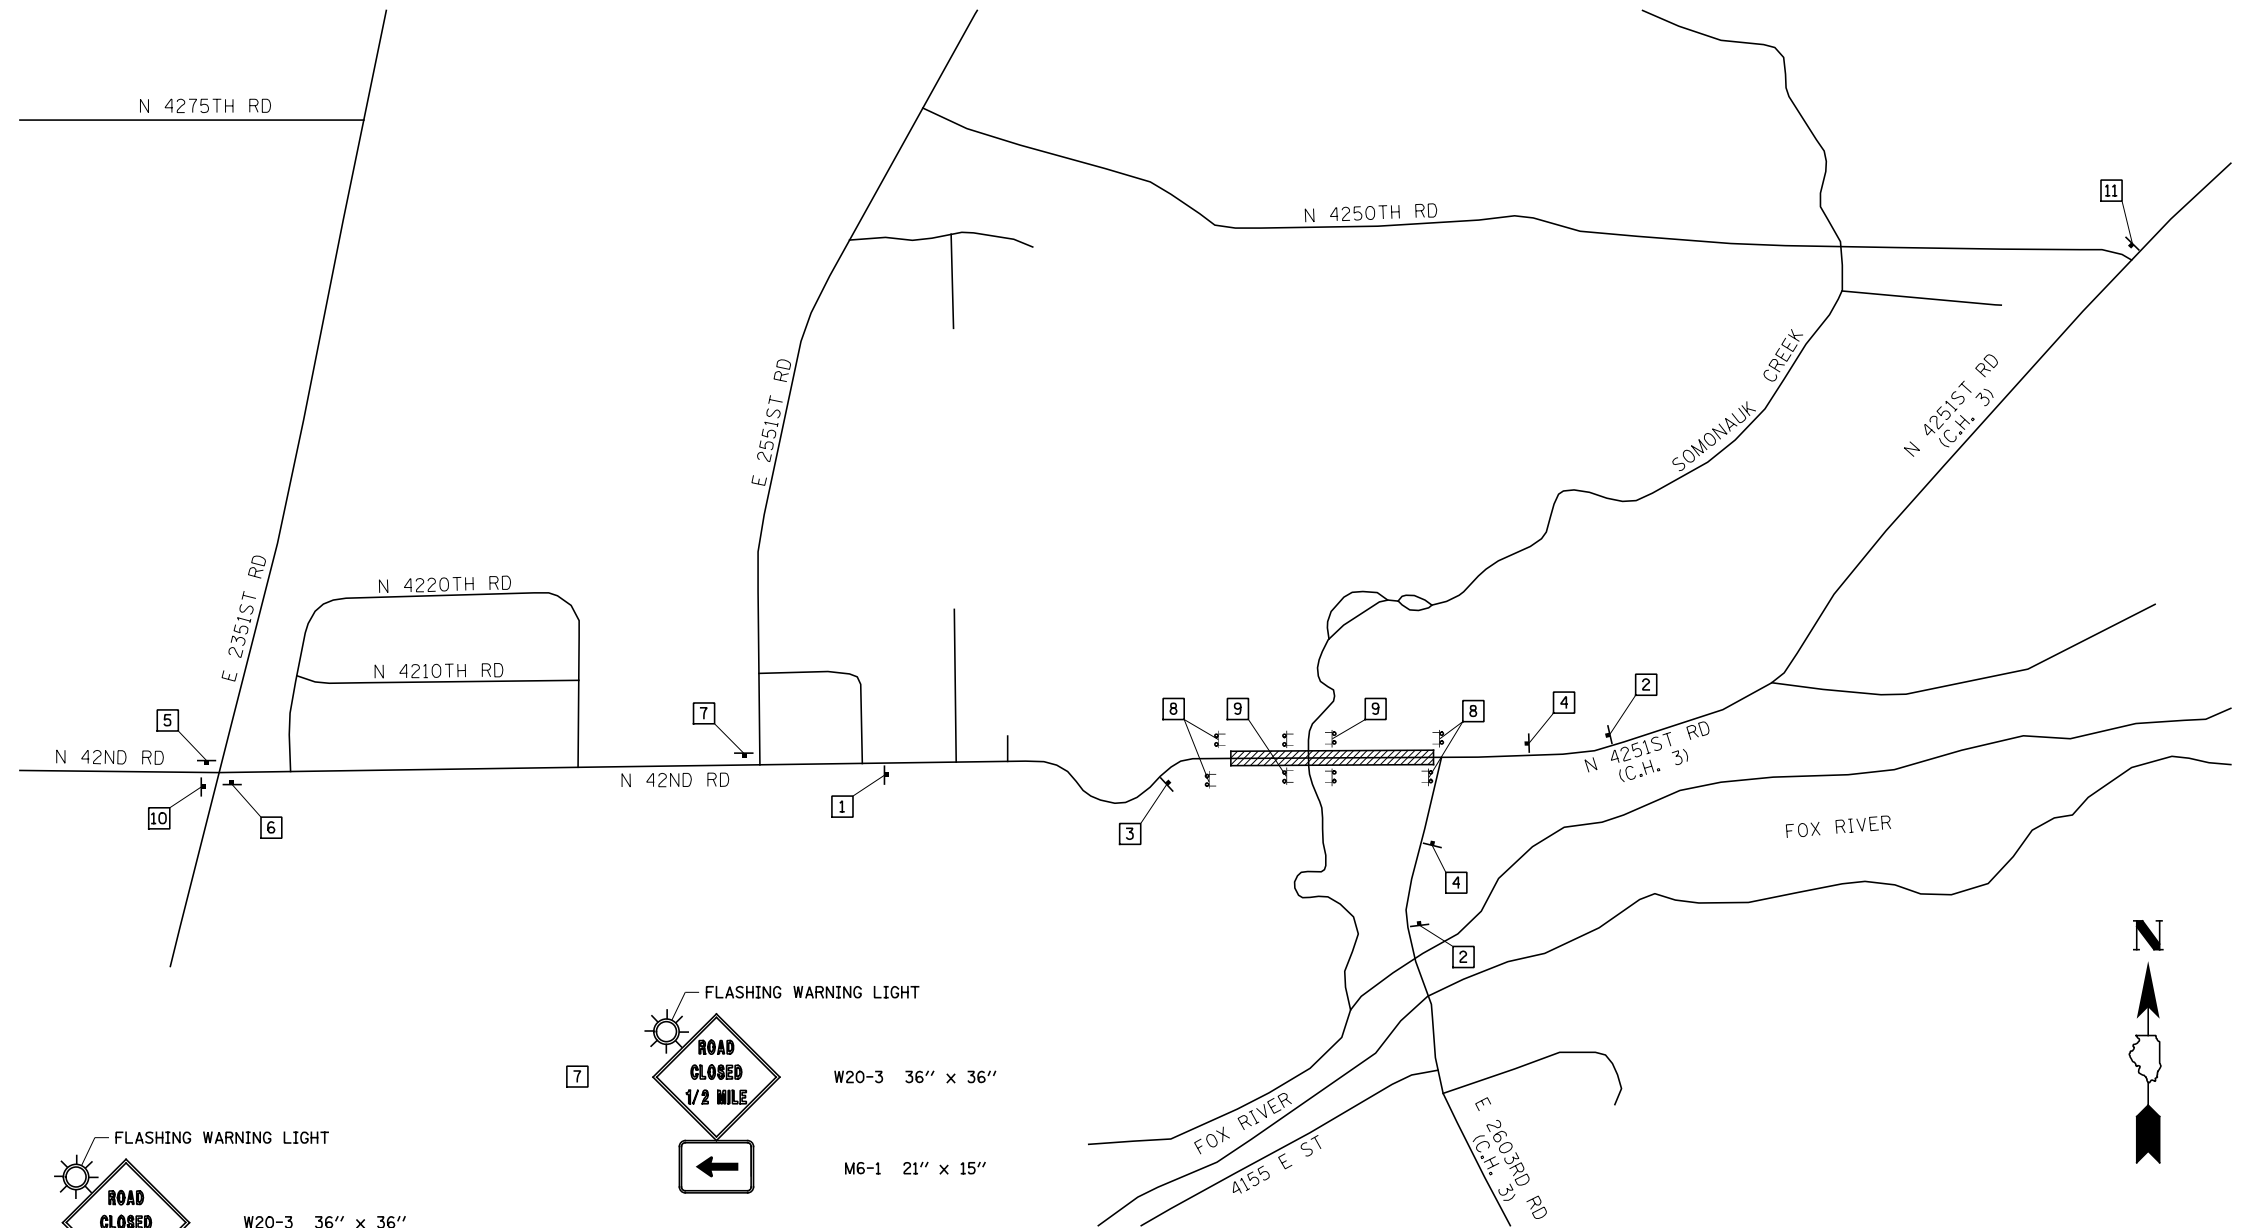 N 4275TH RD
11
N 4250TH RD
CREEK
N 4251ST RD
(C.H. 3)
E 2551ST RD
SOMONAUK
E 2351ST RD
N 4220TH RD
N 4210TH RD
5
7
8
9
9
8
4
2
N 42ND RD
N 42ND RD
N 4251ST RD
(C.H. 3)
10
6
1
3
FOX RIVER
4
2
N
FLASHING WARNING LIGHT
7
ROAD
CLOSED
1/2 MILE
W20-3 36" x 36"
M6-1 21" x 15"
FLASHING WARNING LIGHT
ROAD
CLOSED
W20-3 36" x 36"
FOX RIVER
4155 E ST
E 2603RD RD
(C.H. 3)